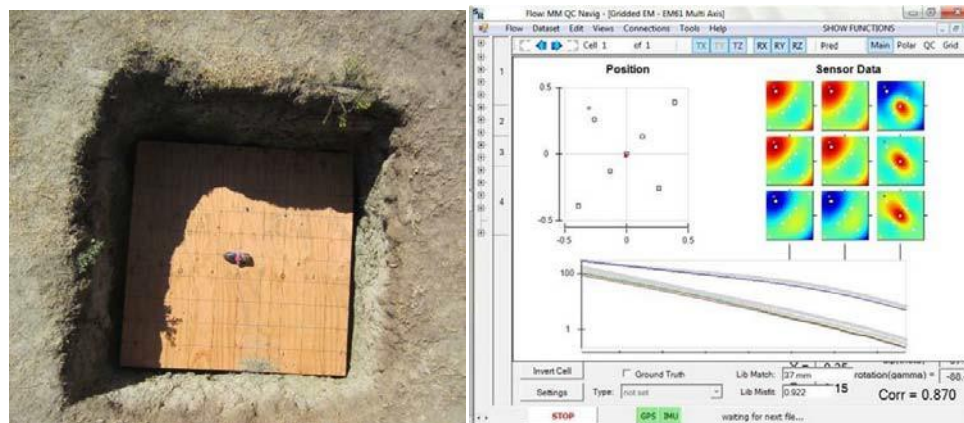 Flow: MM QC Navig - [Gridded EM - EM61 Multi Axis]
Flow Dataset Edit Views Connections Tools Help SHOW FUNCTIONS
Cell 1 of 1 TX TY TZ RX RY RZ Pred Main Polar QC Grid
1
2
3
4
Position
0.5
0
-0.5
-0.5 0 0.5
Sensor Data
100
1
Invert Cell
Ground Truth
Lib Match: 37 mm
rotation(gamma) =
-88.
Settings
Type: not set
Lib Misfit: 0.922
15
Corr = 0.870
STOP
GPS IMU
waiting for next file...